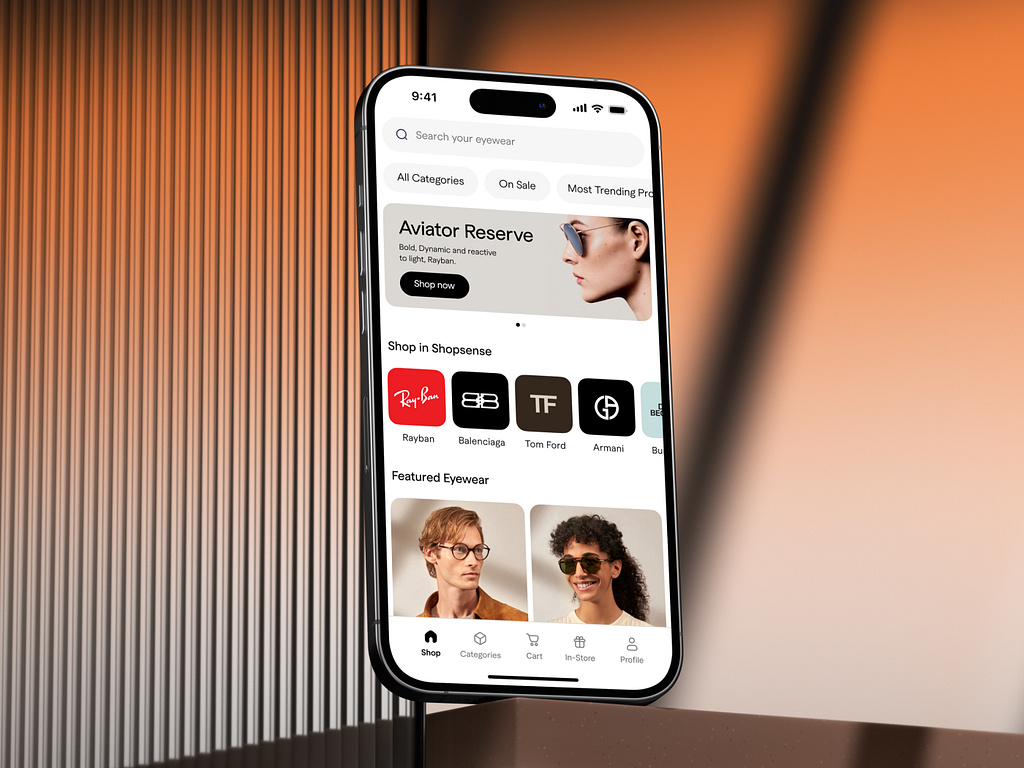 9:41
Search your eyewear
All Categories
On Sale
Most Trending Pro
Aviator Reserve
Bold, Dynamic and reactive
to light, Rayban.
Shop now
Shop in Shopsense
Ray-Ban
BB
TF
GA
Rayban
Balenciaga
Tom Ford
Armani
Bu
Featured Eyewear
Shop
Categories
Cart
In-Store
Profile